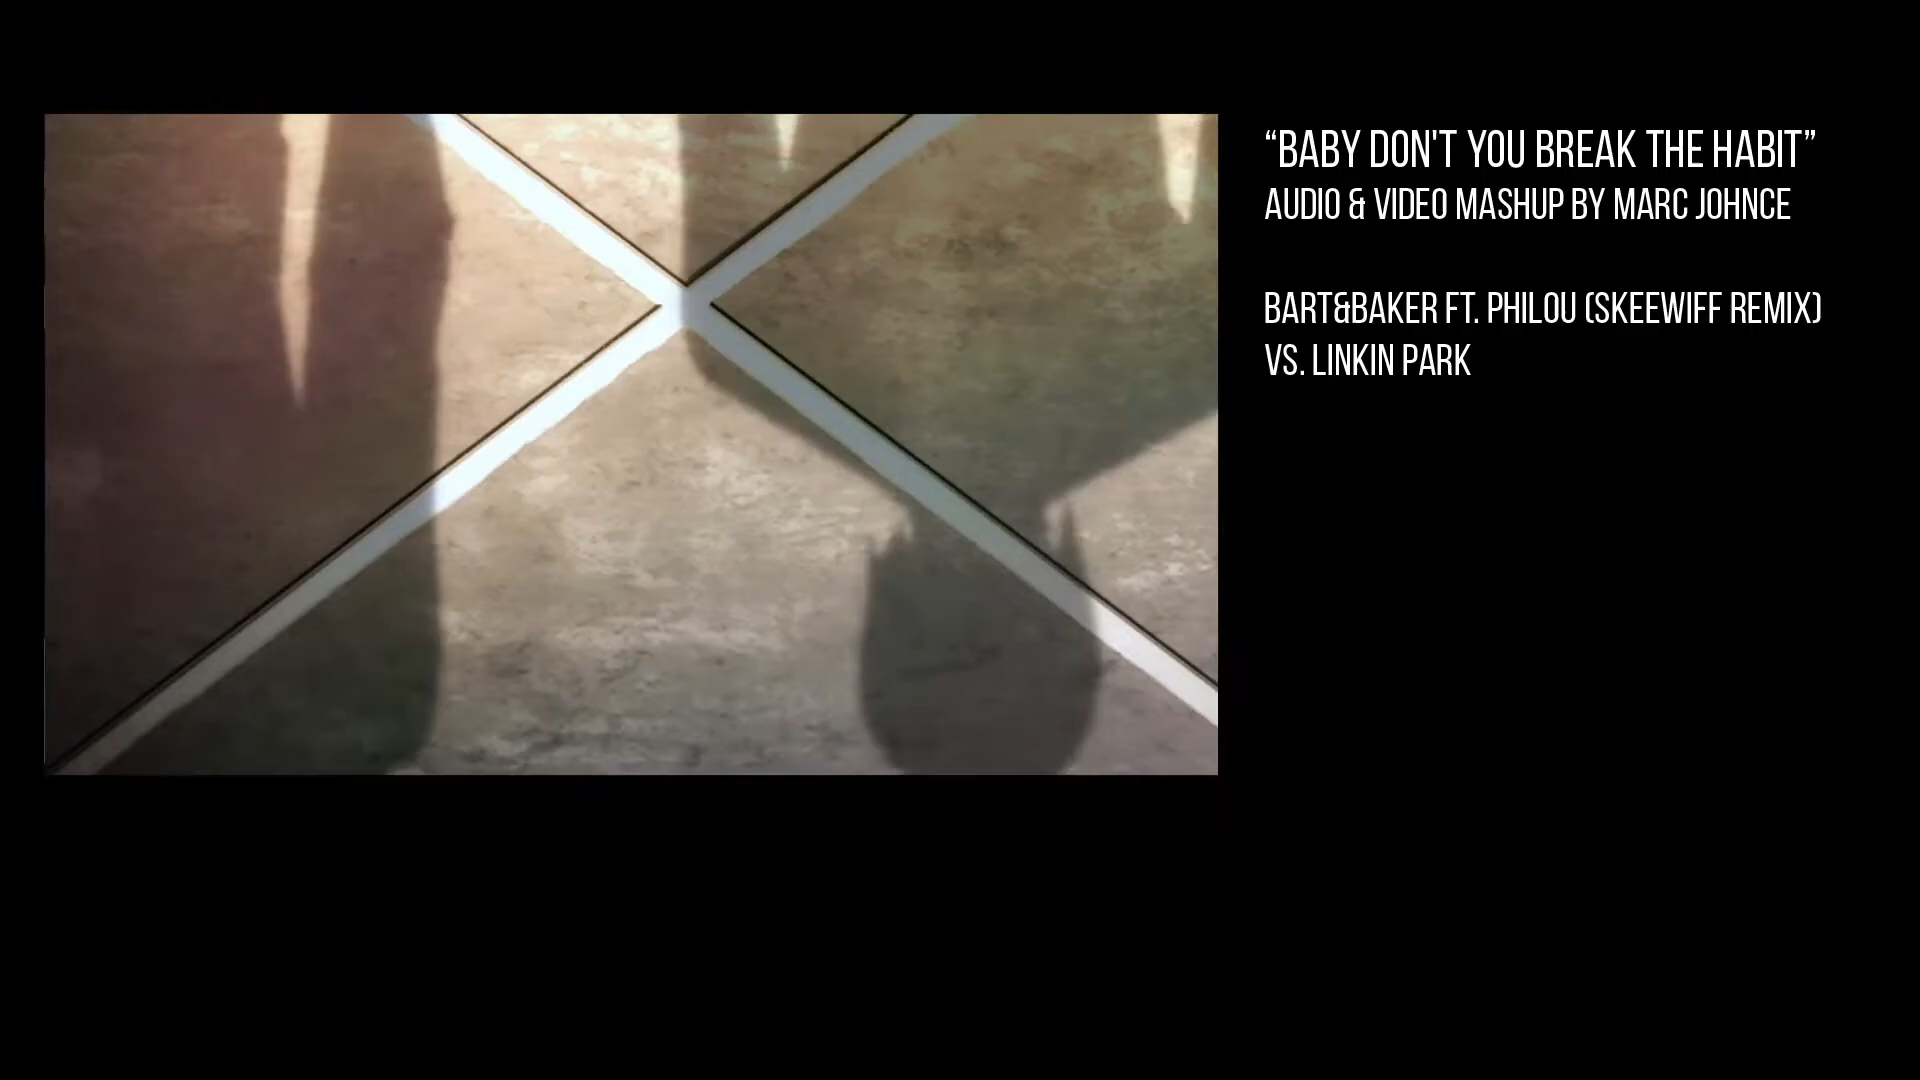 “BABY DON'T YOU BREAK THE HABIT”
AUDIO & VIDEO MASHUP BY MARC JOHNCE
BART&BAKER FT. PHILOU (SKEEWIFF REMIX)
VS. LINKIN PARK